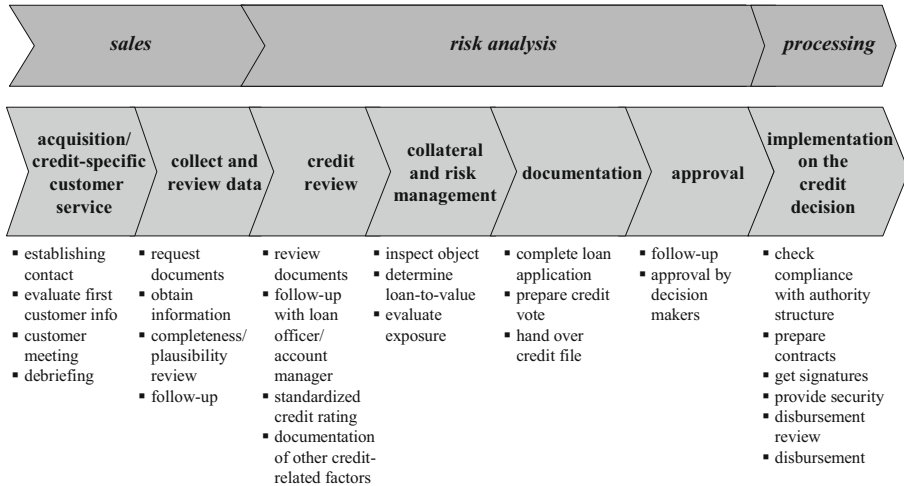 sales
risk analysis
processing
acquisition/
credit-specific
customer
service
collect and
review data
credit
review
collateral
and risk
management
documentation
approval
implementation
on the
credit
decision
▪ establishing
contact
▪ evaluate first
customer info
▪ customer
meeting
▪ debriefing
▪ request
documents
▪ obtain
information
▪ completeness/
plausibility
review
▪ follow-up
▪ review
documents
▪ follow-up
with loan
officer/
account
manager
▪ standardized
credit rating
▪ documentation
of other credit-
related factors
▪ inspect object
▪ determine
loan-to-value
▪ evaluate
exposure
▪ complete loan
application
▪ prepare credit
vote
▪ hand over
credit file
▪ follow-up
▪ approval by
decision
makers
▪ check
compliance
with authority
structure
▪ prepare
contracts
▪ get signatures
▪ provide security
▪ disbursement
review
▪ disbursement